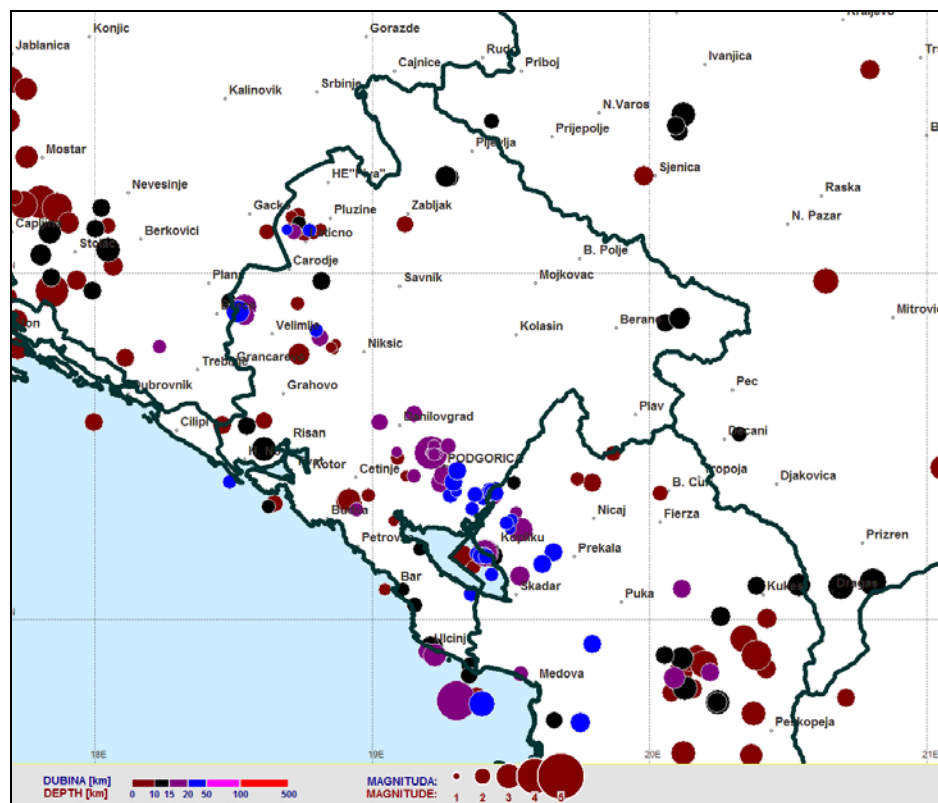 Konjic
Gorazde
Jablanica
Cajnice
Rudo
Priboj
Ivanjica
Kalinovik
Srbinje
N.Varos
Prijepolje
Mostar
Pljevlja
Sjenica
Nevesinje
HE"Piva"
Raska
Gacko
Pluzine
Zabljak
N. Pazar
Berkovici
B. Polje
Carodje
Savnik
Mojkovac
Mitrovic
Velimlje
Kolasin
Niksic
Grancarevo
Trebinje
Grahovo
Dubrovnik
Pec
Plav
Cilipi
Risan
Danilovgrad
Decani
Kotor
Cetinje
PODGORICA
Djakovica
Budva
Nicaj
Fierza
Petrovac
Prekala
Prizren
Bar
Skadar
Puka
Dragas
Ulcinj
Medova
Peskopeja
18E
19E
20E
21E
DUBINA [km]
DEPTH [km]
0 10 15 20 50 100 500
MAGNITUDA:
MAGNITUDE:
1 2 3 4 5